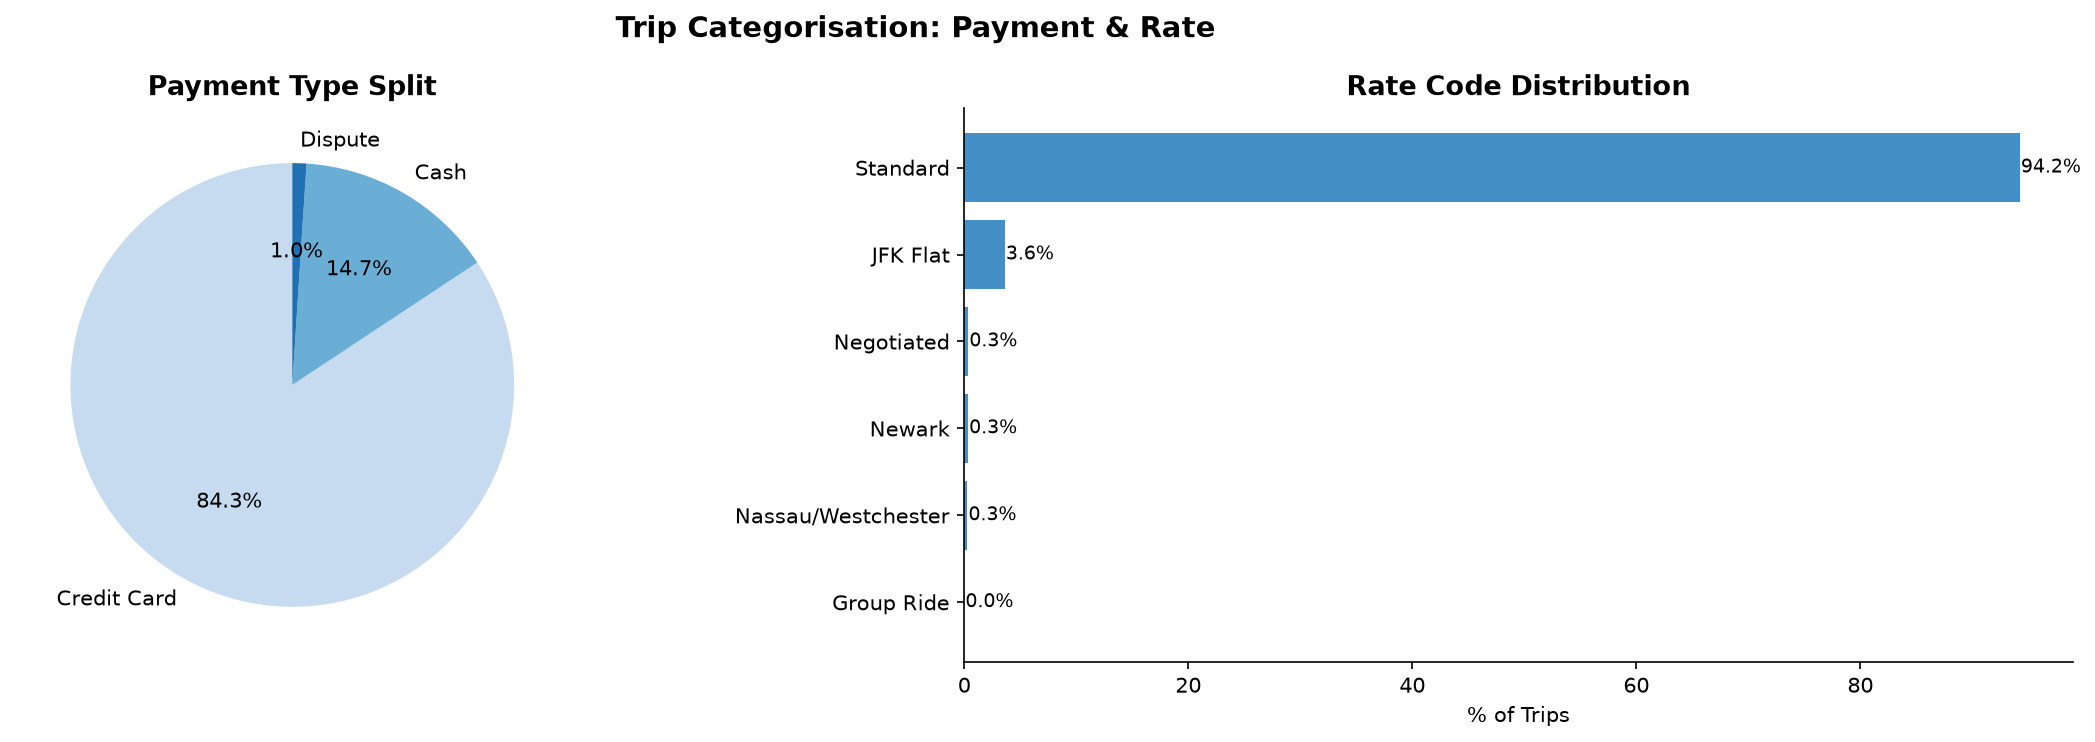 Trip Categorisation: Payment & Rate
Payment Type Split
Dispute
Cash
1.0%
14.7%
84.3%
Credit Card
Rate Code Distribution
Standard
94.2%
JFK Flat
3.6%
Negotiated
0.3%
Newark
0.3%
Nassau/Westchester
0.3%
Group Ride
0.0%
0 20 40 60 80
% of Trips